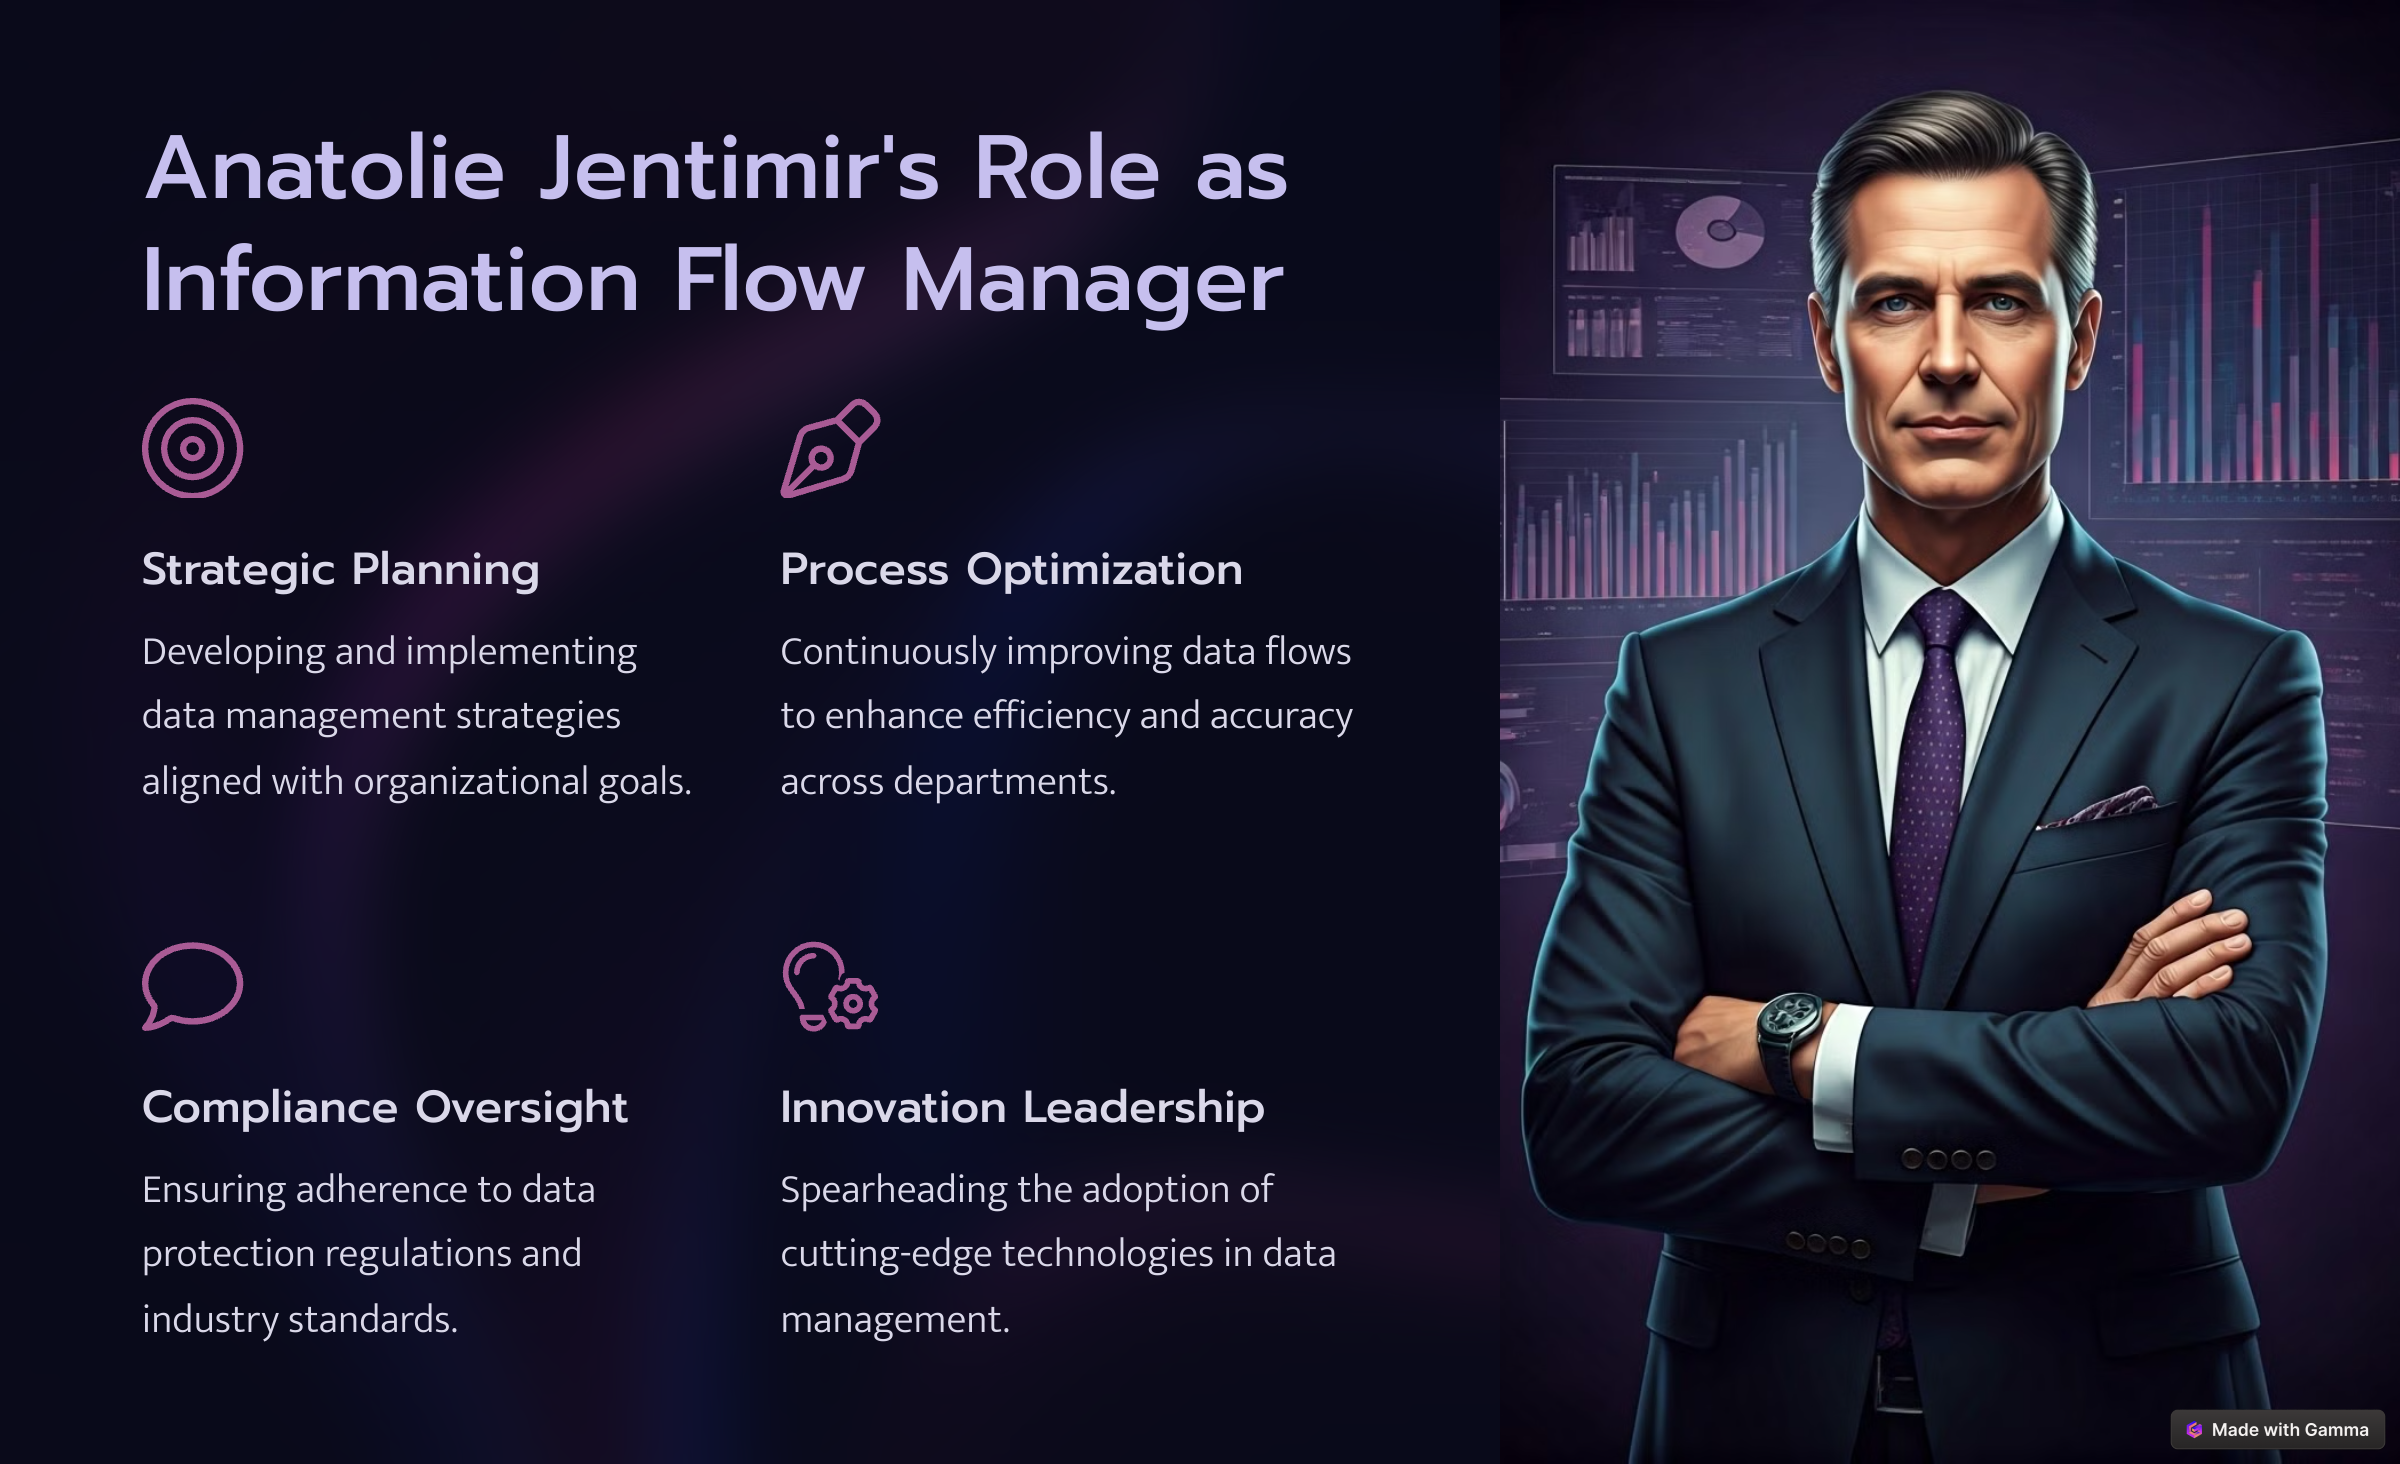 Anatolie Jentimir's Role as
Information Flow Manager
Strategic Planning
Developing and implementing
data management strategies
aligned with organizational goals.
Process Optimization
Continuously improving data flows
to enhance efficiency and accuracy
across departments.
Compliance Oversight
Ensuring adherence to data
protection regulations and
industry standards.
Innovation Leadership
Spearheading the adoption of
cutting-edge technologies in data
management.
Made with Gamma